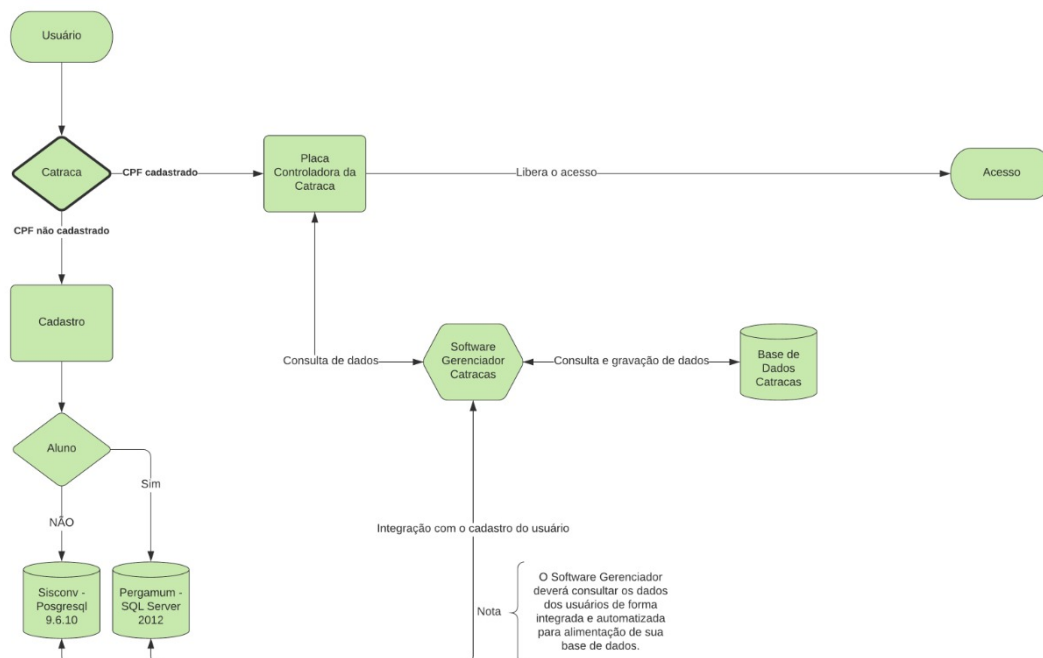 Usuário
Catraca
CPF cadastrado
Placa
Controladora da
Catraca
Libera o acesso
Acesso
CPF não cadastrado
Cadastro
Consulta de dados
Software
Gerenciador
Catracas
Consulta e gravação de dados
Base de
Dados
Catracas
Aluno
Sim
NÃO
Integração com o cadastro do usuário
Sisconv -
Posgresql
9.6.10
Pergamum -
SQL Server
2012
Nota
O Software Gerenciador
deverá consultar os dados
dos usuários de forma
integrada e automatizada
para alimentação de sua
base de dados.